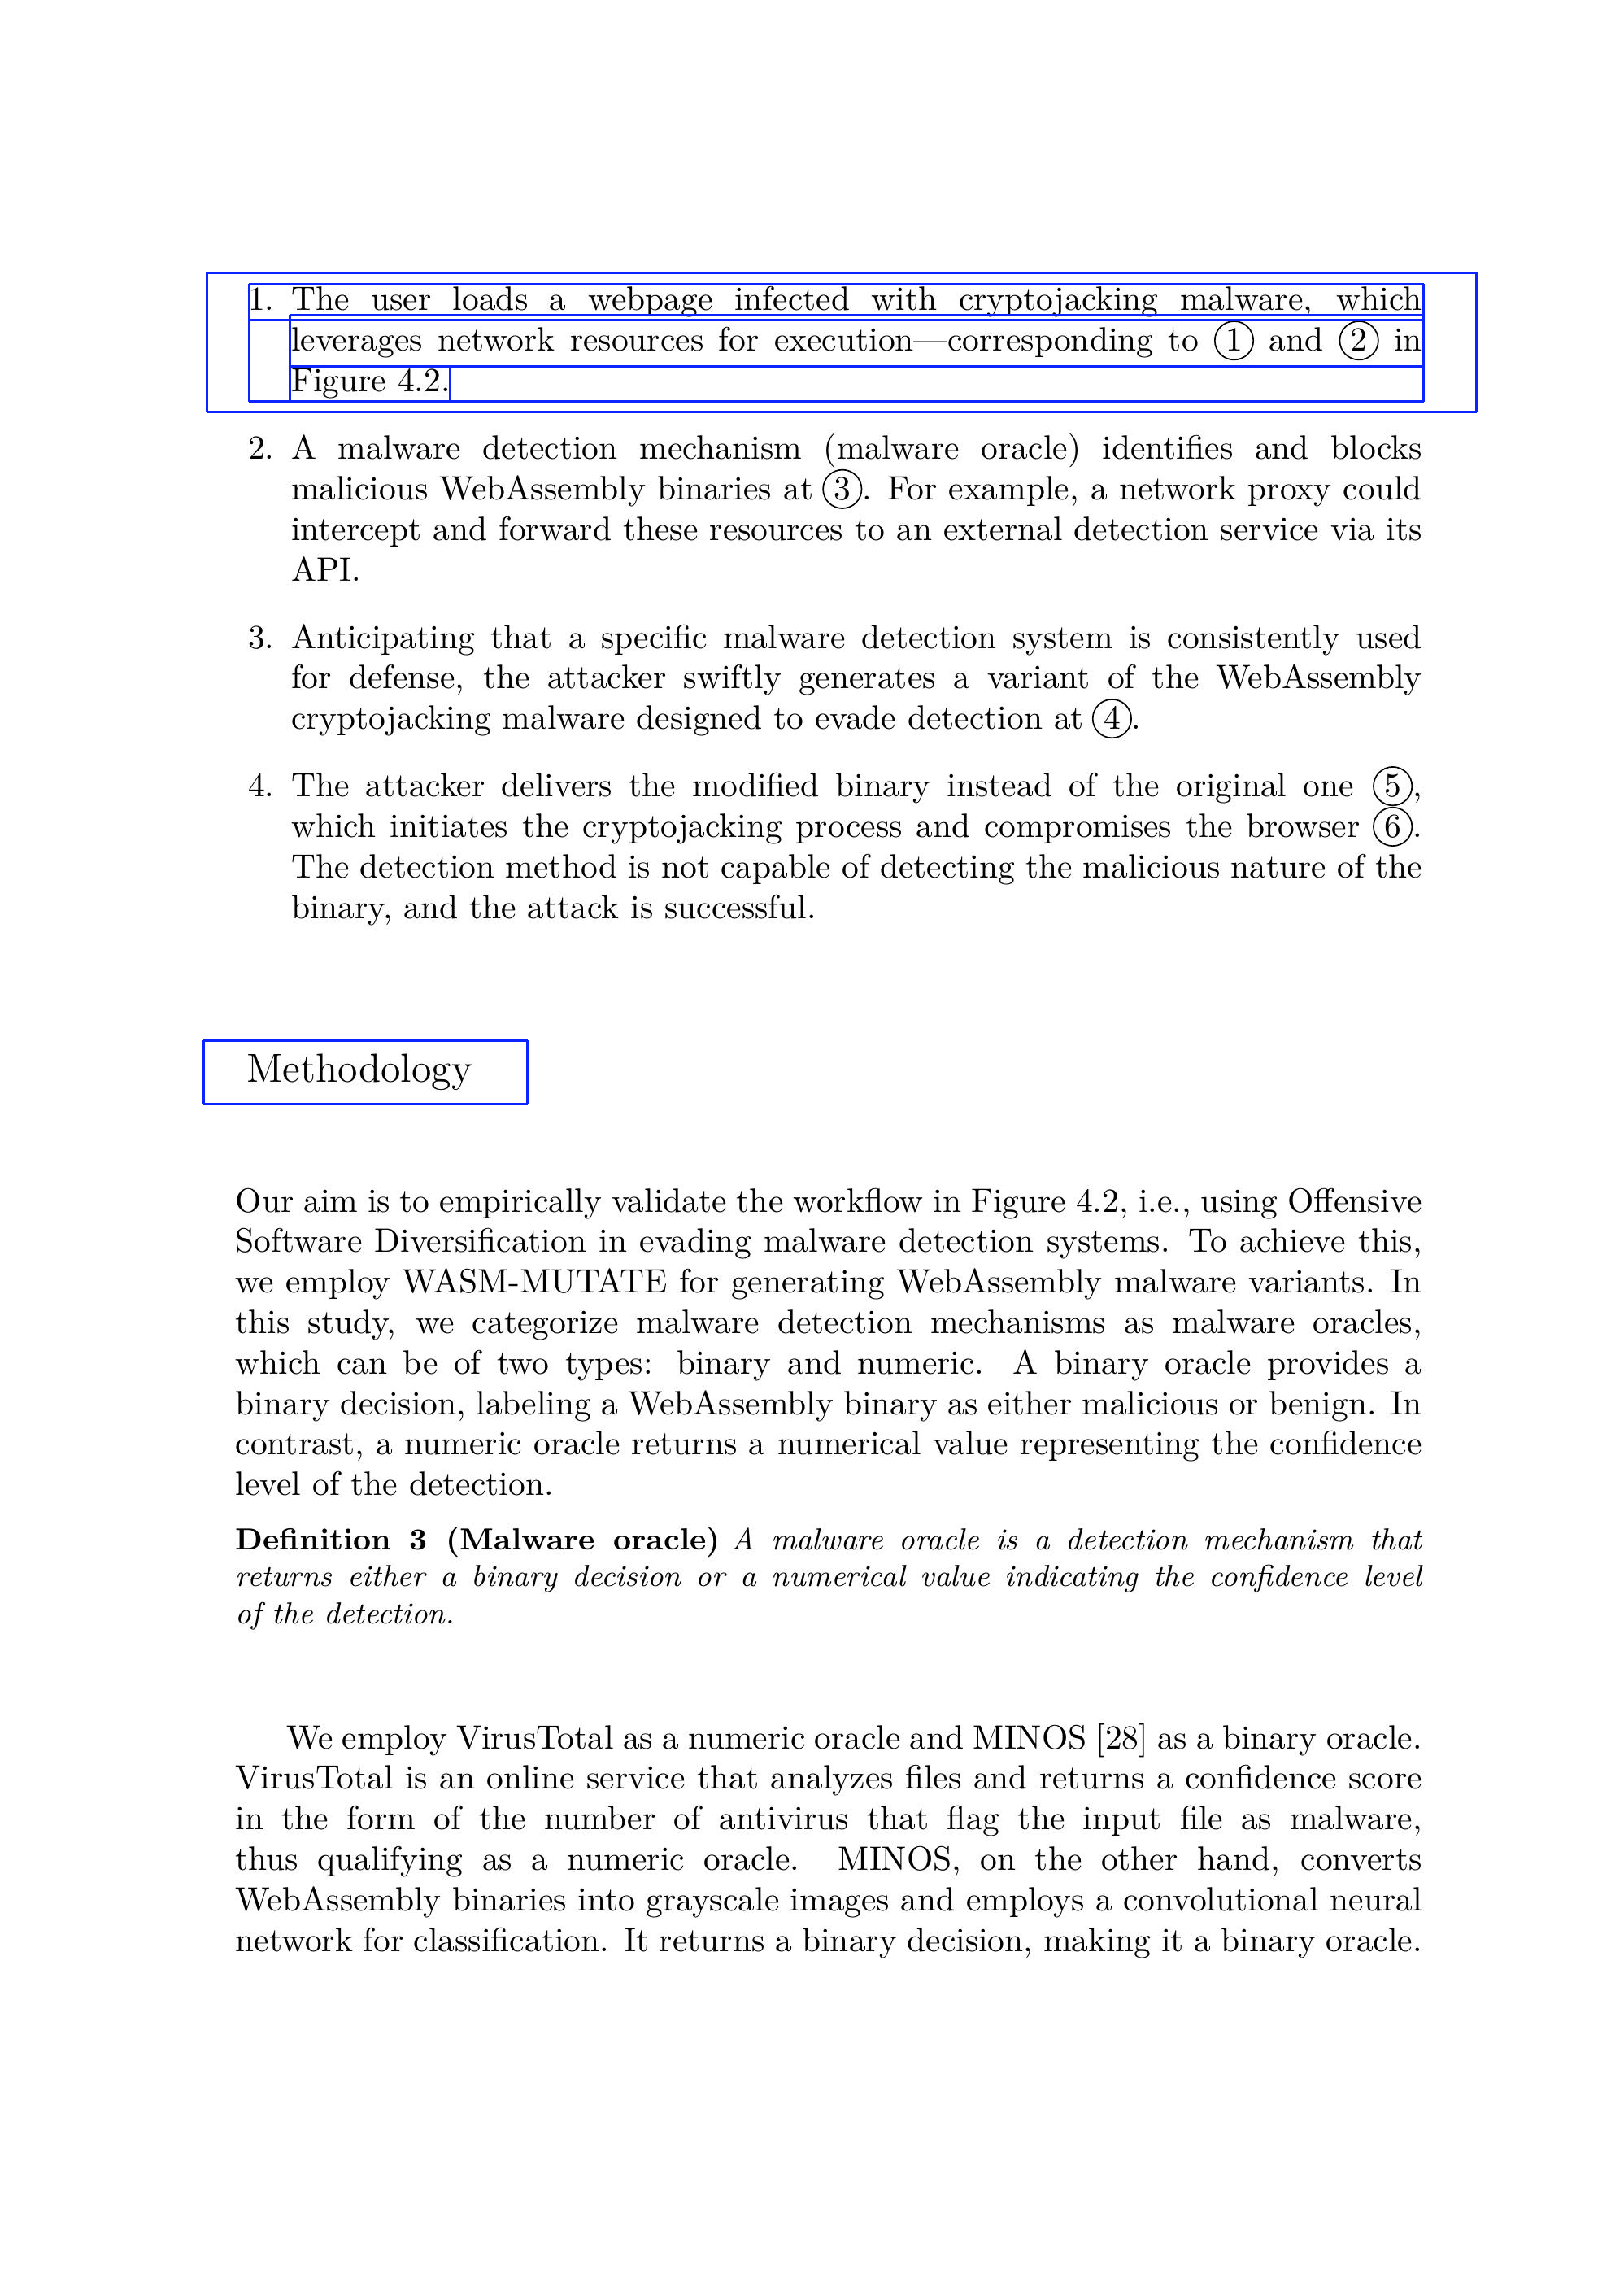 1. The user loads a webpage infected with cryptojacking malware, which
leverages network resources for execution—corresponding to ① and ② in
Figure 4.2.
2. A malware detection mechanism (malware oracle) identifies and blocks
malicious WebAssembly binaries at ③. For example, a network proxy could
intercept and forward these resources to an external detection service via its
API.
3. Anticipating that a specific malware detection system is consistently used
for defense, the attacker swiftly generates a variant of the WebAssembly
cryptojacking malware designed to evade detection at ④.
4. The attacker delivers the modified binary instead of the original one ⑤,
which initiates the cryptojacking process and compromises the browser ⑥.
The detection method is not capable of detecting the malicious nature of the
binary, and the attack is successful.
Methodology
Our aim is to empirically validate the workflow in Figure 4.2, i.e., using Offensive
Software Diversification in evading malware detection systems. To achieve this,
we employ WASM-MUTATE for generating WebAssembly malware variants. In
this study, we categorize malware detection mechanisms as malware oracles,
which can be of two types: binary and numeric. A binary oracle provides a
binary decision, labeling a WebAssembly binary as either malicious or benign. In
contrast, a numeric oracle returns a numerical value representing the confidence
level of the detection.
Definition 3 (Malware oracle) A malware oracle is a detection mechanism that
returns either a binary decision or a numerical value indicating the confidence level
of the detection.
We employ VirusTotal as a numeric oracle and MINOS [28] as a binary oracle.
VirusTotal is an online service that analyzes files and returns a confidence score
in the form of the number of antivirus that flag the input file as malware,
thus qualifying as a numeric oracle. MINOS, on the other hand, converts
WebAssembly binaries into grayscale images and employs a convolutional neural
network for classification. It returns a binary decision, making it a binary oracle.